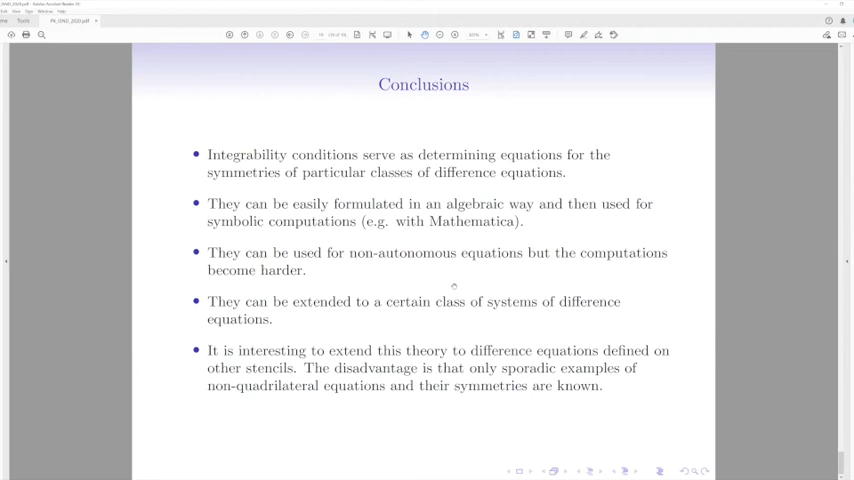 Tools
PK_ISND_2020.pdf
Conclusions
Integrability conditions serve as determining equations for the
symmetries of particular classes of difference equations.
They can be easily formulated in an algebraic way and then used for
symbolic computations (e.g. with Mathematica).
They can be used for non-autonomous equations but the computations
become harder.
They can be extended to a certain class of systems of difference
equations.
It is interesting to extend this theory to difference equations defined on
other stencils. The disadvantage is that only sporadic examples of
non-quadrilateral equations and their symmetries are known.